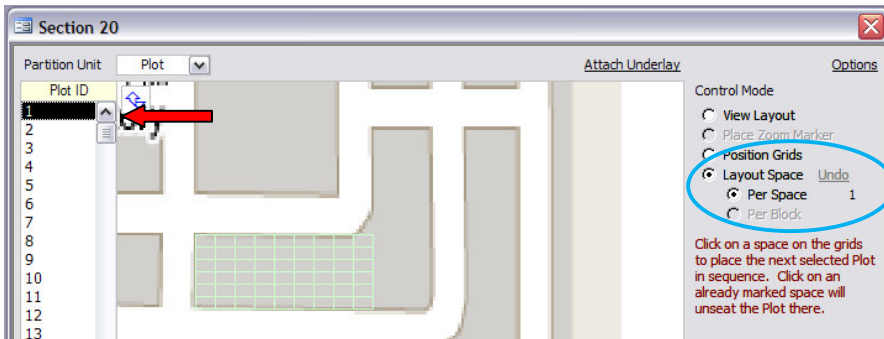 Section 20
Partition Unit Plot Attach Underlay Options
Plot ID
1
2
3
4
5
6
7
8
9
10
11
12
13
Control Mode
View Layout
Place Zoom Marker
Position Grids
Layout Space Undo
Per Space 1
Per Block
Click on a space on the grids
to place the next selected Plot
in sequence. Click on an
already marked space will
unseat the Plot there.